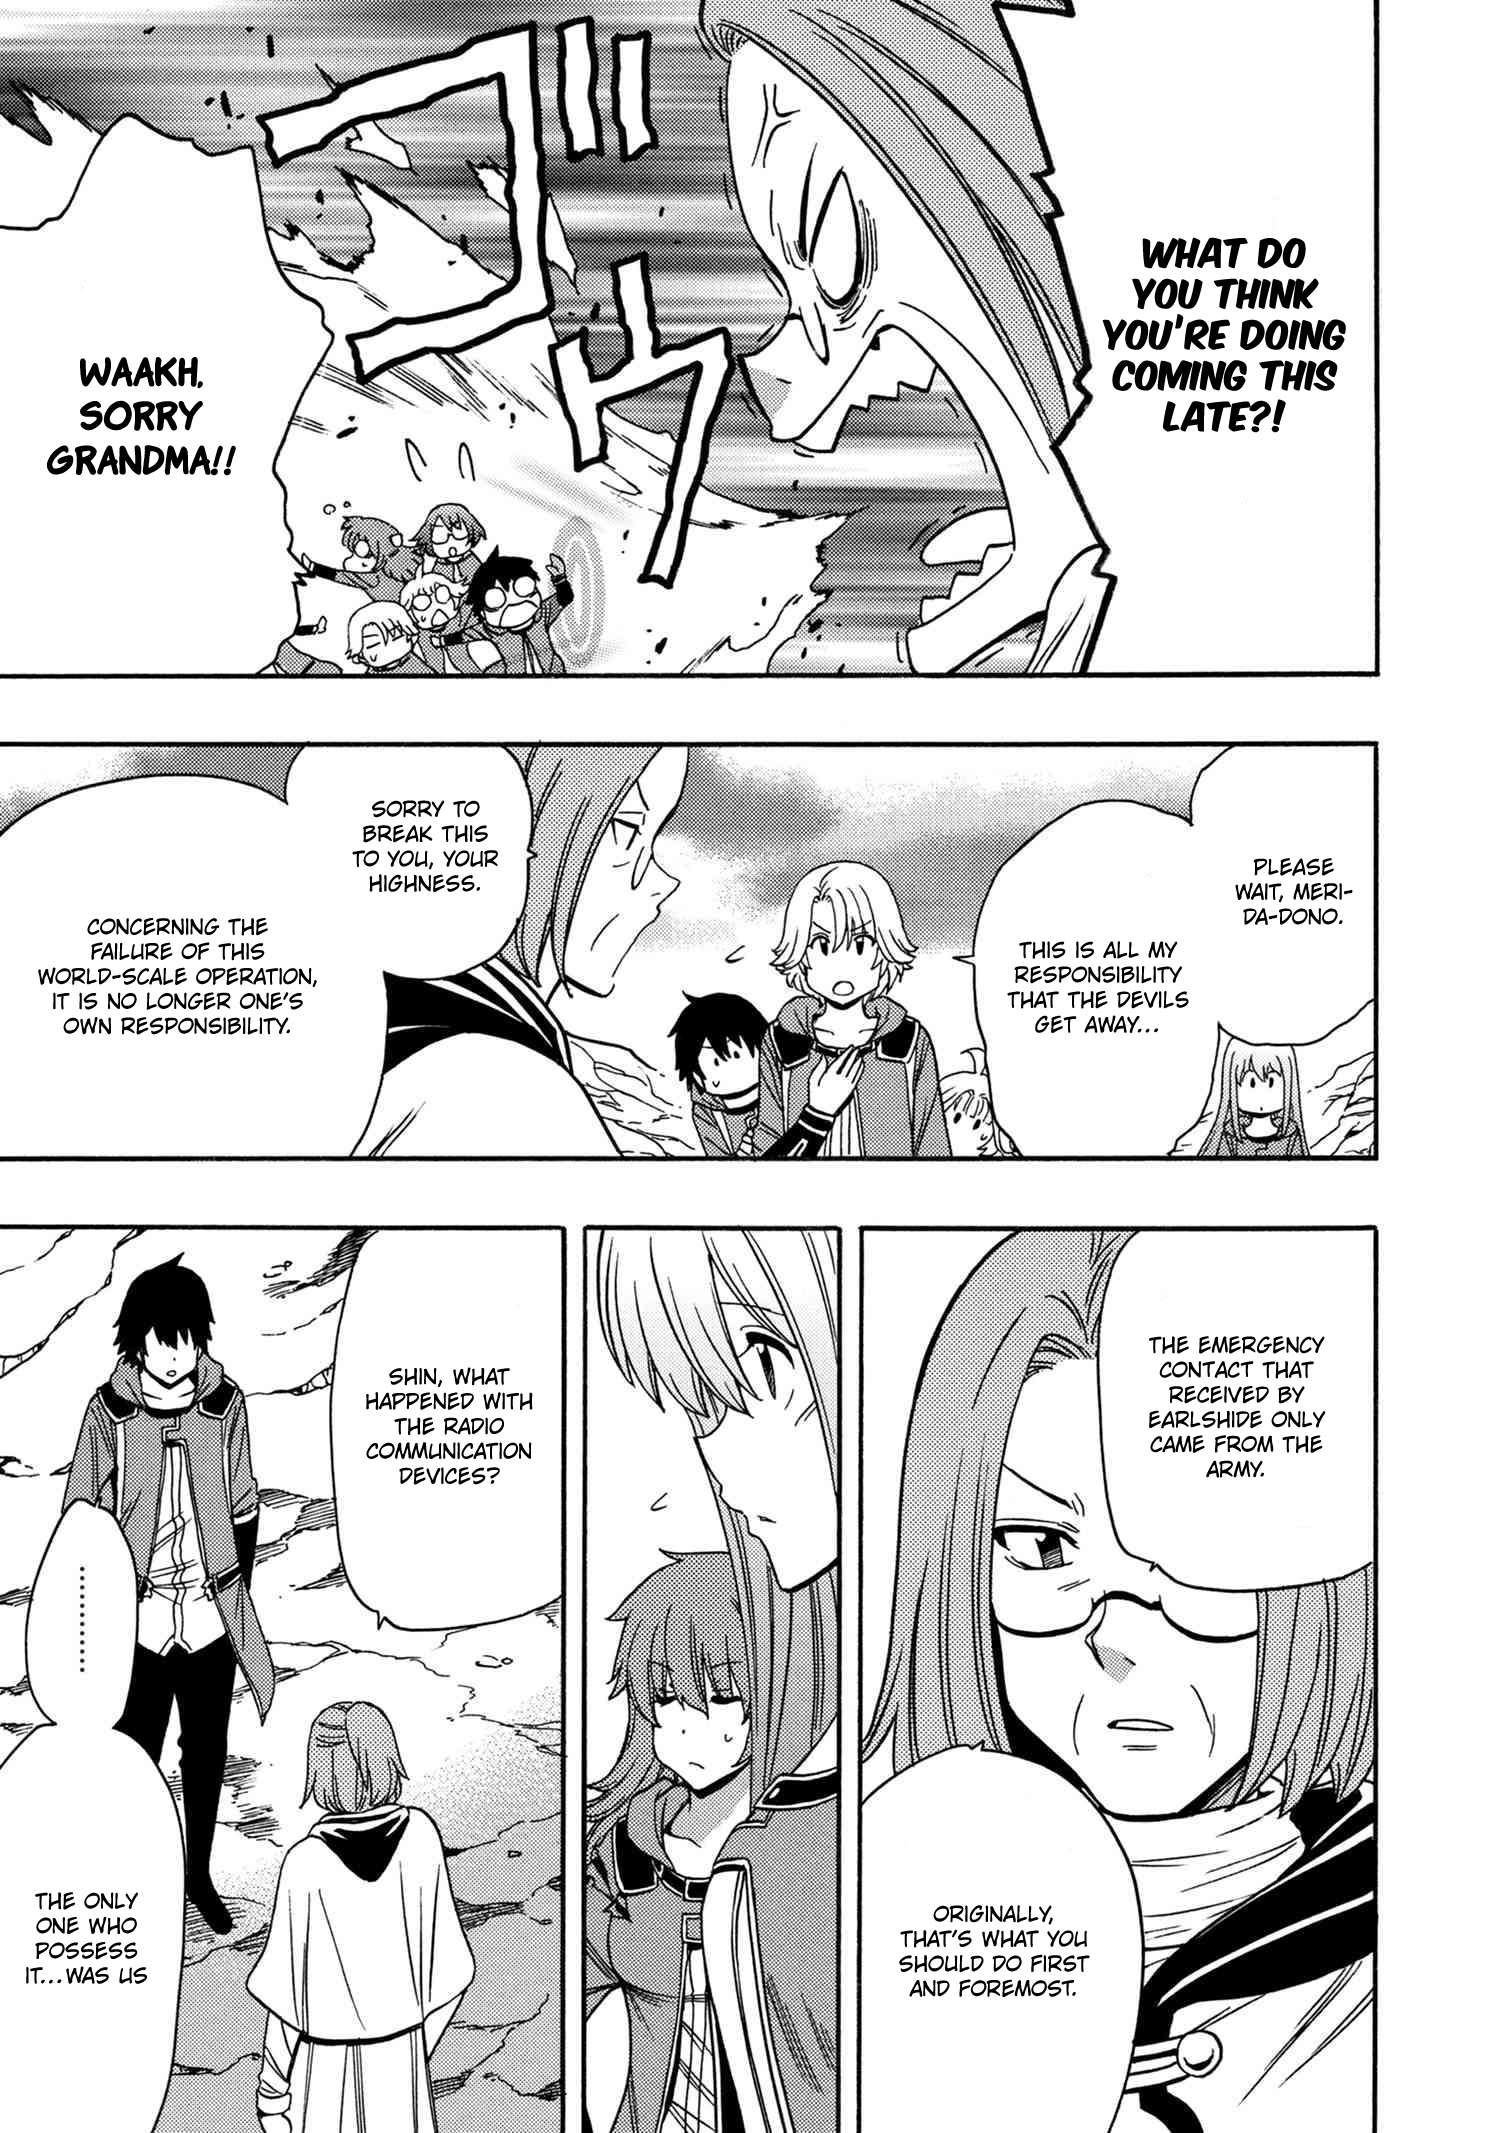 WHAT DO
YOU THINK
YOU'RE DOING
COMING THIS
LATE?!
ゴゴゴ
WAAKH,
SORRY
GRANDMA!!
PLEASE
WAIT, MERI-
DA-DONO.
THIS IS ALL MY
RESPONSIBILITY
THAT THE DEVILS
GET AWAY...
SORRY TO
BREAK THIS
TO YOU, YOUR
HIGHNESS.
CONCERNING THE
FAILURE OF THIS
WORLD-SCALE OPERATION,
IT IS NO LONGER ONE'S
OWN RESPONSIBILITY.
THE EMERGENCY
CONTACT THAT
RECEIVED BY
EARLSHIDE ONLY
CAME FROM THE
ARMY.
ORIGINALLY,
THAT'S WHAT YOU
SHOULD DO FIRST
AND FOREMOST.
SHIN, WHAT
HAPPENED WITH
THE RADIO
COMMUNICATION
DEVICES?
..........
THE ONLY
ONE WHO
POSSESS
IT...WAS US